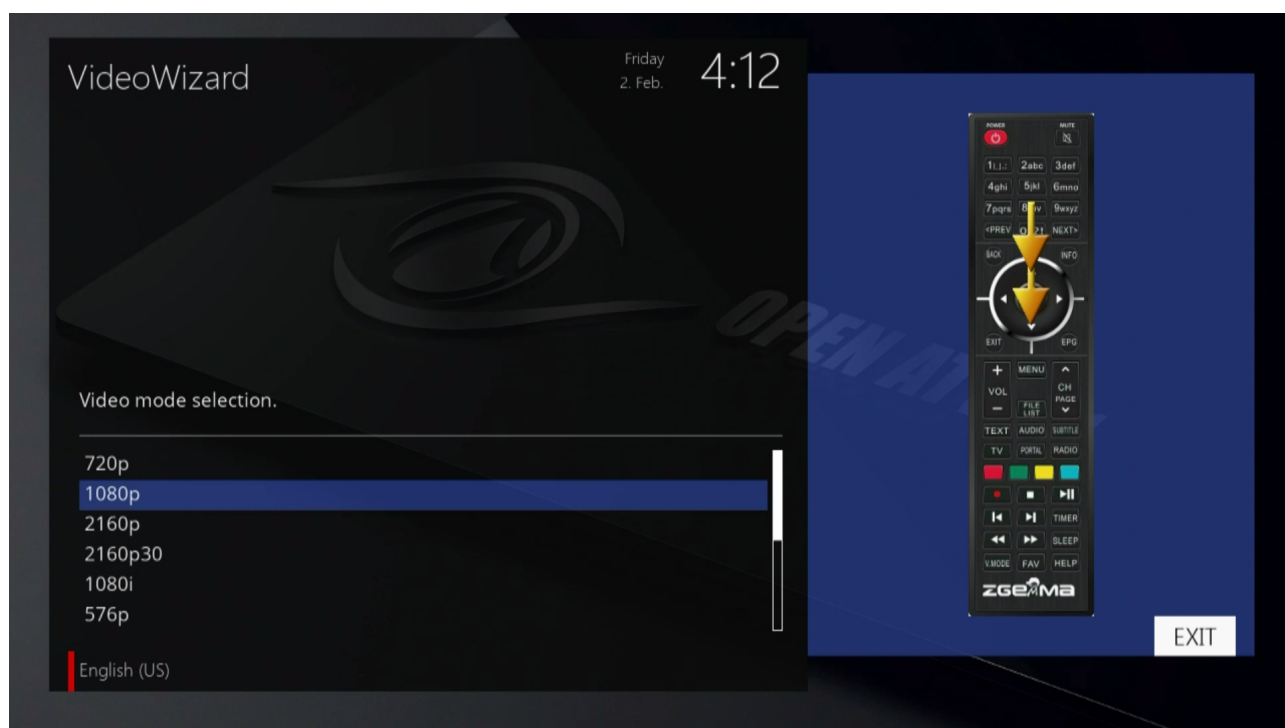 VideoWizard
Friday
2. Feb.
4:12
OPEN AT
Video mode selection.
720p
1080p
2160p
2160p30
1080i
576p
English (US)
POWER MUTE
2abc 3def
4ghi 5jkl 6mno
7pqrs 9wxyz
<PREV NEXT>
BACK INFO
EXIT EPG
+ MENU
VOL CH
PAGE
- FILE
LIST
TEXT AUDIO SUBTITLE
TV PORTAL RADIO
TIMER
SLEEP
V.MODE FAV HELP
ZGEMMA
EXIT